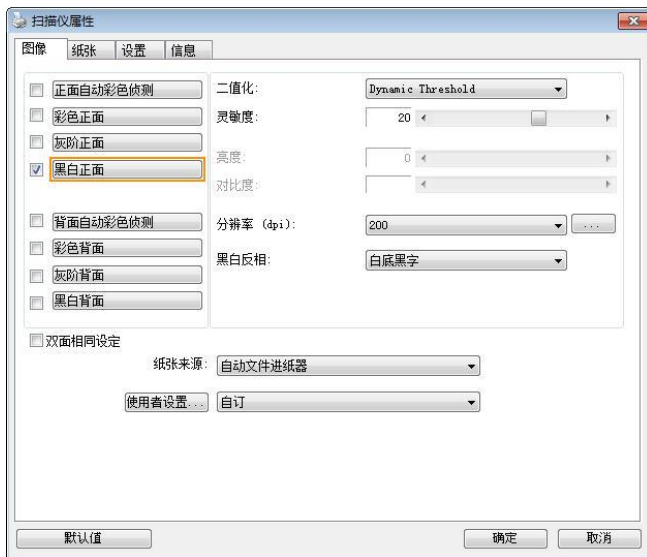 扫描仪属性
图像 纸张 设置 信息
正面自动彩色侦测
彩色正面
灰阶正面
黑白正面
背面自动彩色侦测
彩色背面
灰阶背面
黑白背面
二值化: Dynamic Threshold
灵敏度: 20
亮度: 0
对比度:
分辨率 (dpi): 200 ...
黑白反相: 白底黑字
双面相同设定
纸张来源: 自动文件进纸器
使用者设置... 自订
默认值 确定 取消